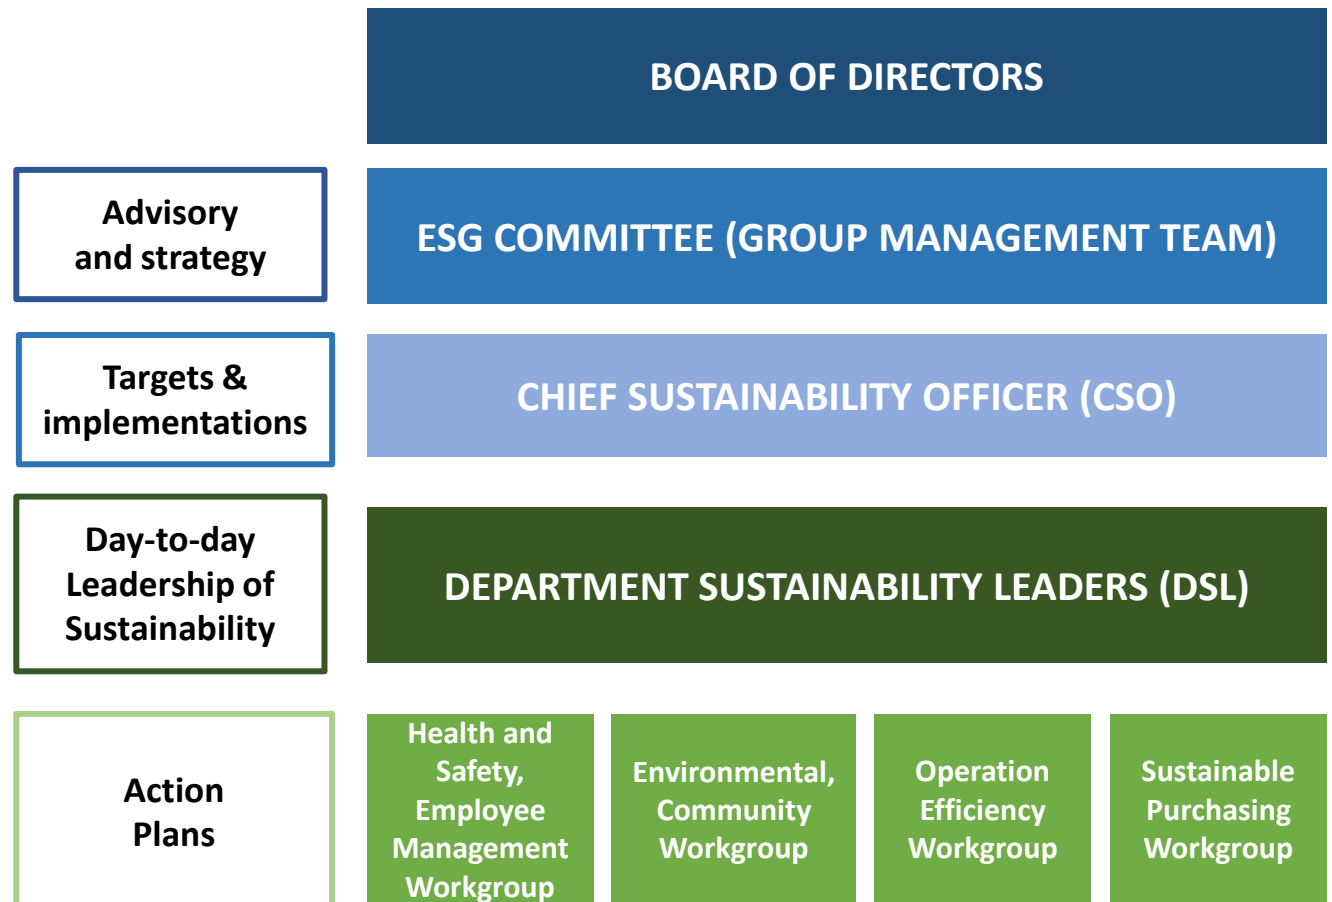 BOARD OF DIRECTORS
Advisory
and strategy
ESG COMMITTEE (GROUP MANAGEMENT TEAM)
Targets &
implementations
CHIEF SUSTAINABILITY OFFICER (CSO)
Day-to-day
Leadership of
Sustainability
DEPARTMENT SUSTAINABILITY LEADERS (DSL)
Action
Plans
Health and
Safety,
Employee
Management
Workgroup
Environmental,
Community
Workgroup
Operation
Efficiency
Workgroup
Sustainable
Purchasing
Workgroup